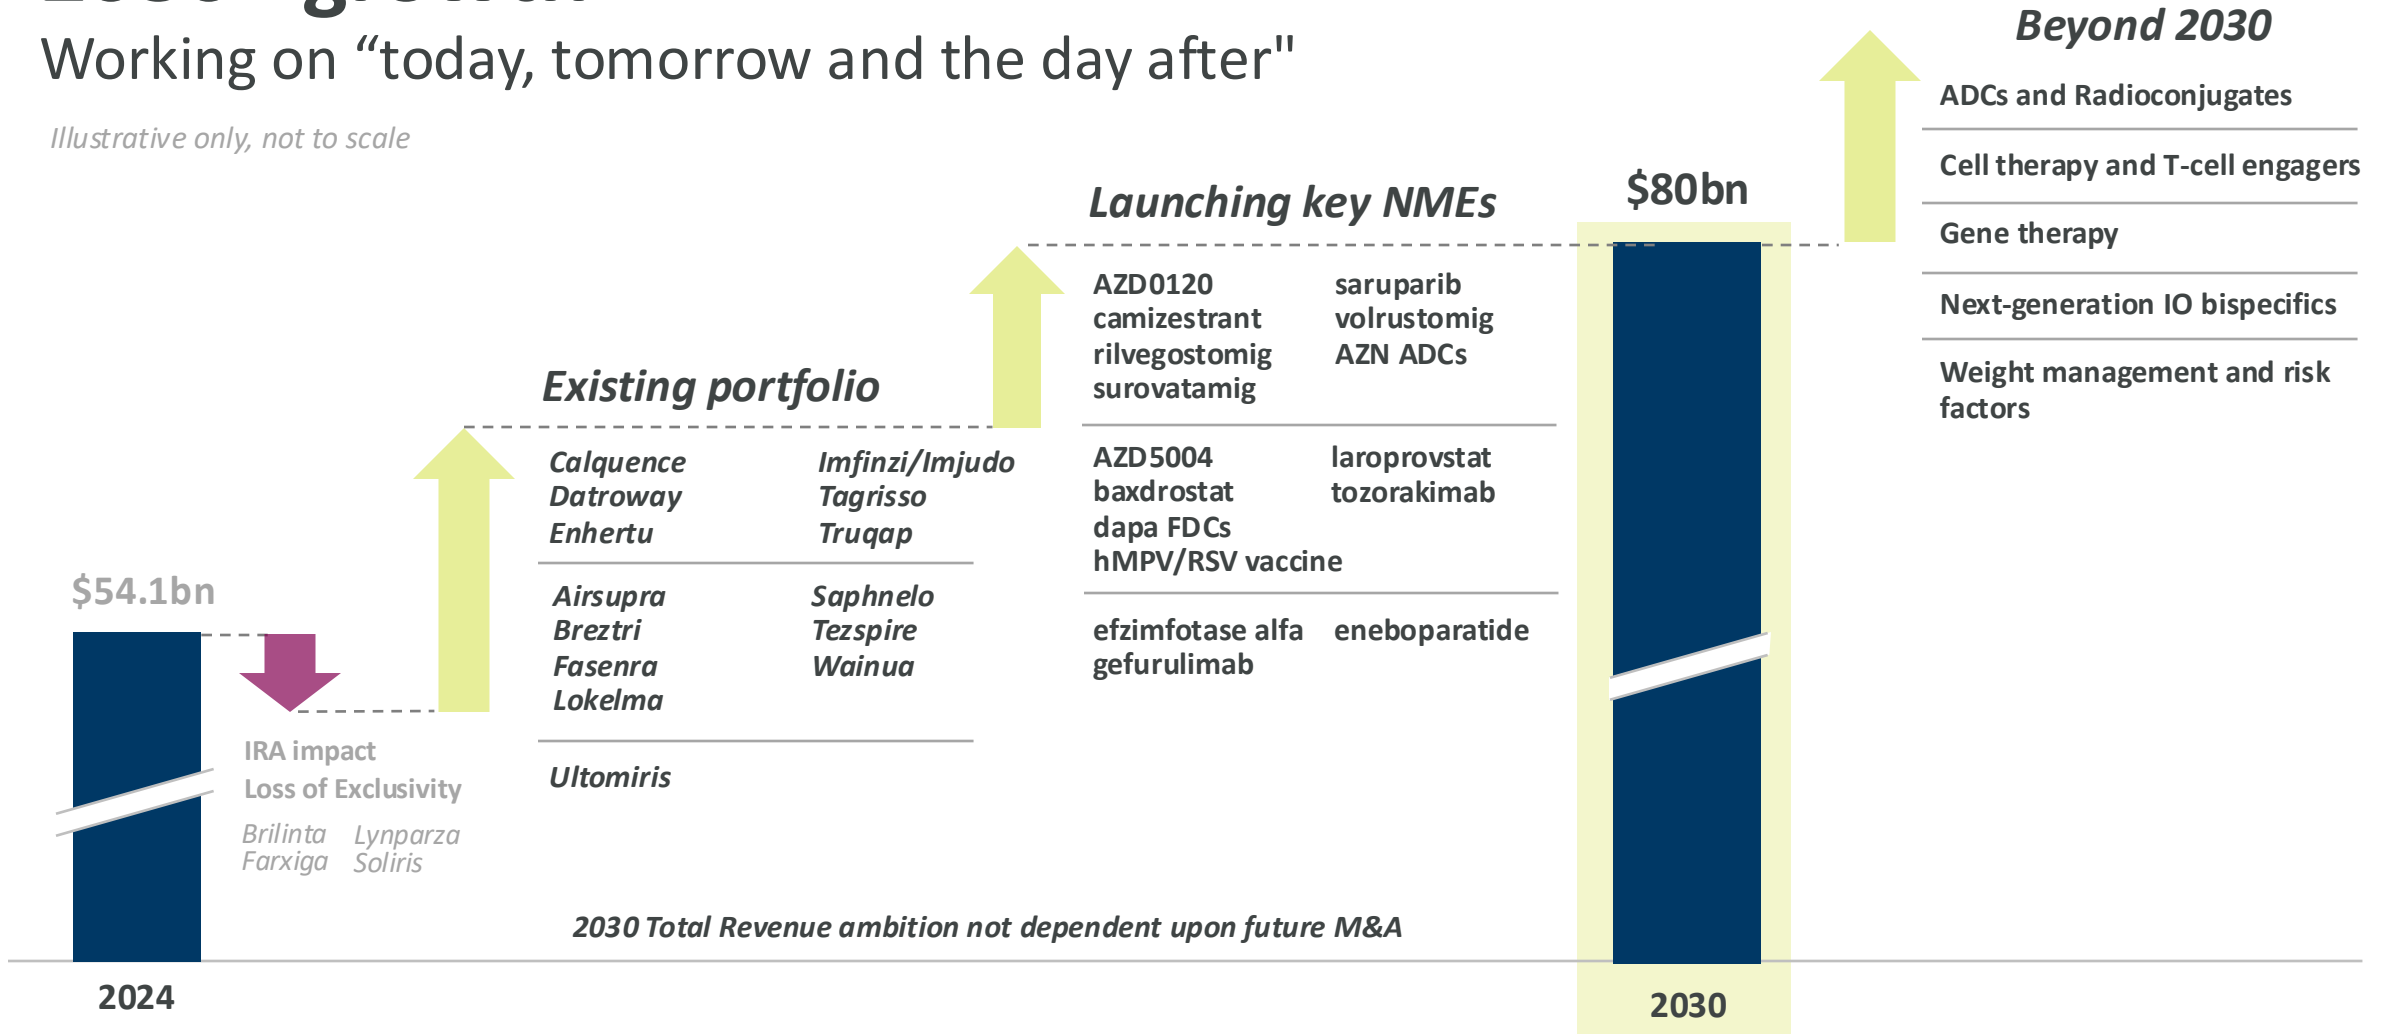 Working on “today, tomorrow and the day after"
Illustrative only, not to scale
$54.1bn
IRA impact
Loss of Exclusivity
Brilinta Lynparza
Farxiga Soliris
2024
Existing portfolio
Calquence Imfinzi/Imjudo
Datroway Tagrisso
Enhertu Truqap
Airsupra Saphnelo
Breztri Tezspire
Fasenra Wainua
Lokelma
Ultomiris
Launching key NMEs
AZD0120 saruparib
camizestrant volrustomig
rilvegostomig AZN ADCs
surovatamig
AZD5004 laroprovstat
baxdrostat tozorakimab
dapa FDCs
hMPV/RSV vaccine
efzimfotase alfa eneboparatide
gefurulimab
2030 Total Revenue ambition not dependent upon future M&A
$80bn
2030
Beyond 2030
ADCs and Radioconjugates
Cell therapy and T-cell engagers
Gene therapy
Next-generation IO bispecifics
Weight management and risk
factors